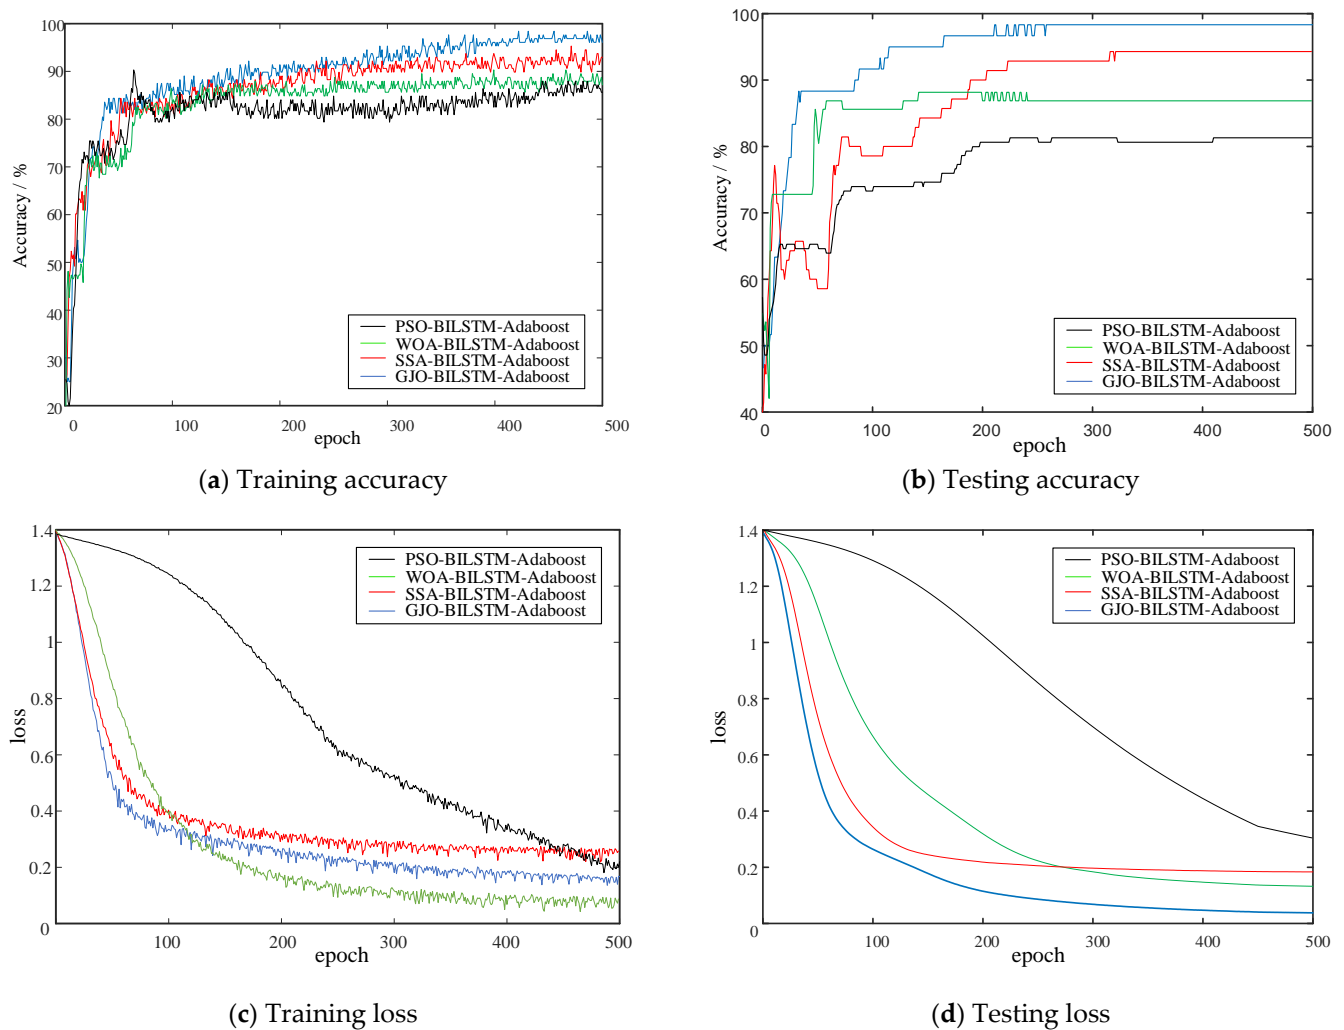 100
90
80
70
60
50
40
30
20
Accuracy / %
PSO-BILSTM-Adaboost
WOA-BILSTM-Adaboost
SSA-BILSTM-Adaboost
GJO-BILSTM-Adaboost
0 100 200 300 400 500
epoch
(a) Training accuracy
100
90
80
70
60
50
40
Accuracy / %
PSO-BILSTM-Adaboost
WOA-BILSTM-Adaboost
SSA-BILSTM-Adaboost
GJO-BILSTM-Adaboost
0 100 200 300 400 500
epoch
(b) Testing accuracy
1.4
1.2
1
0.8
0.6
0.4
0.2
0
loss
PSO-BILSTM-Adaboost
WOA-BILSTM-Adaboost
SSA-BILSTM-Adaboost
GJO-BILSTM-Adaboost
100 200 300 400 500
epoch
(c) Training loss
1.4
1.2
1
0.8
0.6
0.4
0.2
0
loss
PSO-BILSTM-Adaboost
WOA-BILSTM-Adaboost
SSA-BILSTM-Adaboost
GJO-BILSTM-Adaboost
0 100 200 300 400 500
epoch
(d) Testing loss